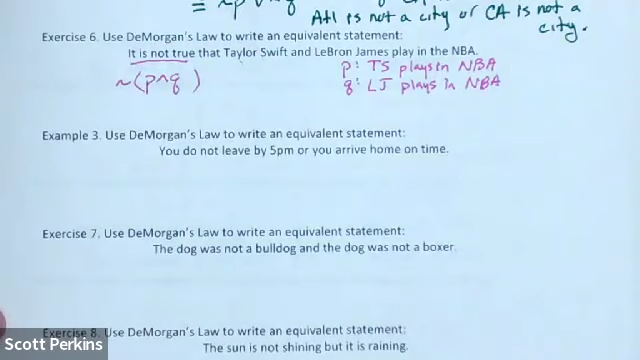 ≡ ~p ∨ ~q
Atl is not a city or CA is not a
city.
Exercise 6. Use DeMorgan's Law to write an equivalent statement:
It is not true that Taylor Swift and LeBron James play in the NBA.
~(p∧q) p: TS plays in NBA
q: LJ plays in NBA
Example 3. Use DeMorgan's Law to write an equivalent statement:
You do not leave by 5pm or you arrive home on time.
Exercise 7. Use DeMorgan's Law to write an equivalent statement:
The dog was not a bulldog and the dog was not a boxer.
Exercise 8. Use DeMorgan's Law to write an equivalent statement:
Scott Perkins
The sun is not shining but it is raining.